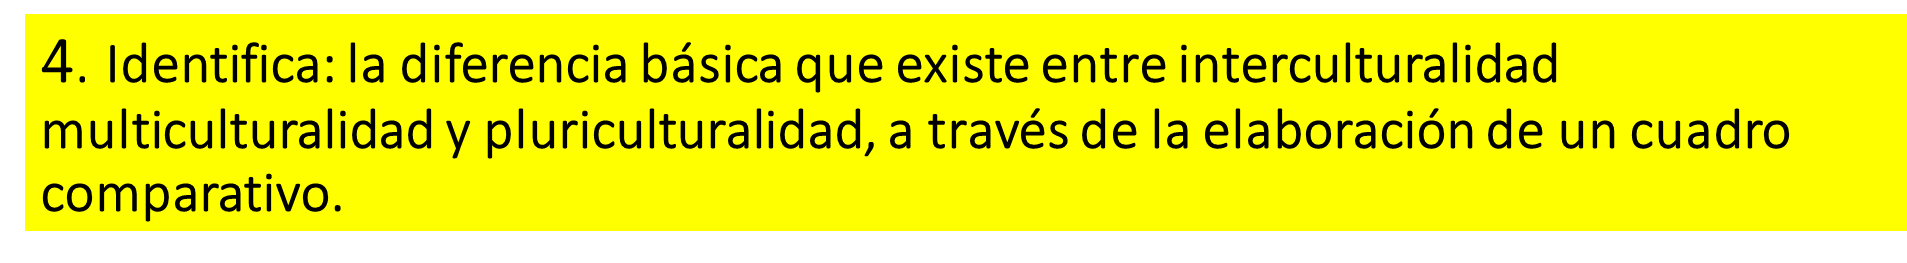 4. Identifica: la diferencia básica que existe entre interculturalidad
multiculturalidad y pluriculturalidad, a través de la elaboración de un cuadro
comparativo.